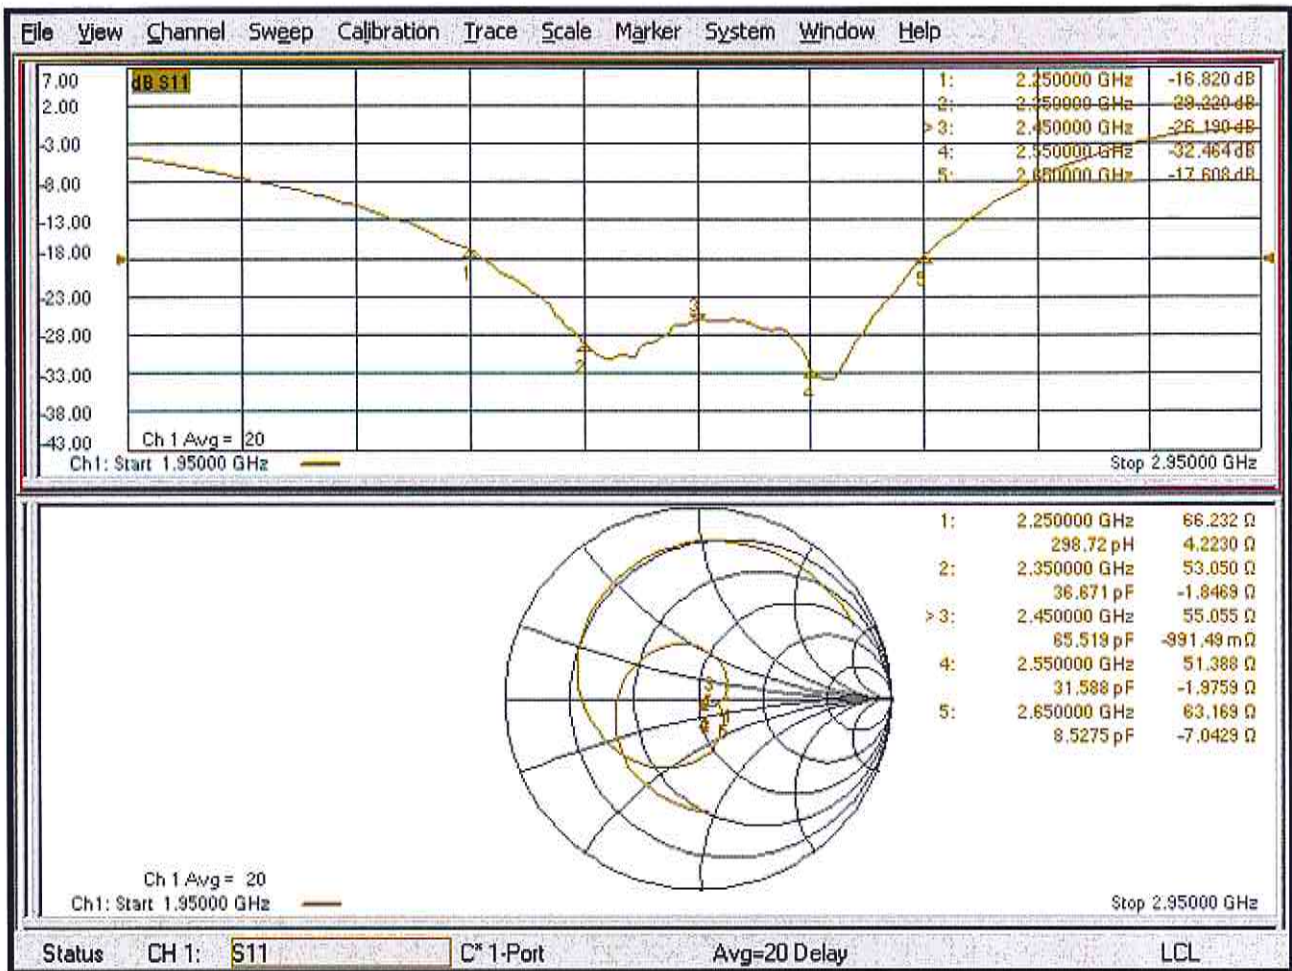 File View Channel Sweep Calibration Trace Scale Marker System Window Help
7.00
2.00
-3.00
-8.00
-13.00
-18.00
-23.00
-28.00
-33.00
-38.00
-43.00
dB S11
1: 2.250000 GHz -16.820 dB
2: 2.350000 GHz -29.220 dB
> 3: 2.450000 GHz -26.190 dB
4: 2.550000 GHz -32.464 dB
5: 2.650000 GHz -17.608 dB
1
2
3
4
5
Ch 1 Avg = 20
Ch1: Start 1.95000 GHz
Stop 2.95000 GHz
1: 2.250000 GHz 66.232 Ω
298.72 pH 4.2230 Ω
2: 2.350000 GHz 53.050 Ω
36.671 pF -1.8469 Ω
> 3: 2.450000 GHz 55.055 Ω
65.519 pF -991.49 mΩ
4: 2.550000 GHz 51.388 Ω
31.588 pF -1.9759 Ω
5: 2.650000 GHz 63.169 Ω
8.5275 pF -7.0429 Ω
Ch 1 Avg = 20
Ch1: Start 1.95000 GHz
Stop 2.95000 GHz
Status CH 1: S11 C* 1-Port Avg=20 Delay LCL